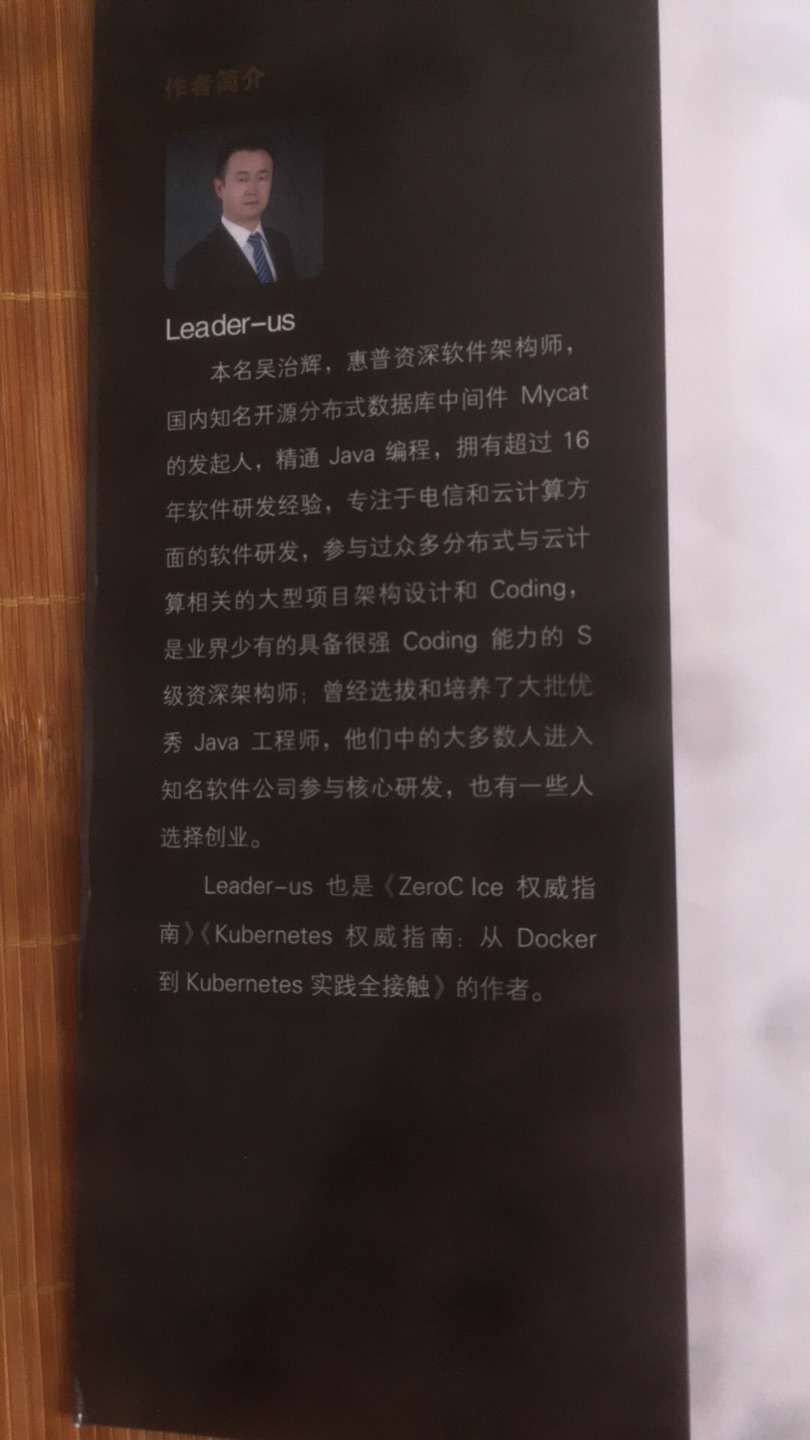 作者简介
Leader-us
本名吴治辉，惠普资深软件架构师，
国内知名开源分布式数据库中间件 Mycat
的发起人，精通 Java 编程，拥有超过 16
年软件研发经验，专注于电信和云计算方
面的软件研发，参与过众多分布式与云计
算相关的大型项目架构设计和 Coding，
是业界少有的具备很强 Coding 能力的 S
级资深架构师；曾经选拔和培养了大批优
秀 Java 工程师，他们中的大多数人进入
知名软件公司参与核心研发，也有一些人
选择创业。
Leader-us 也是《ZeroC Ice 权威指
南》《Kubernetes 权威指南：从 Docker
到 Kubernetes 实践全接触》的作者。